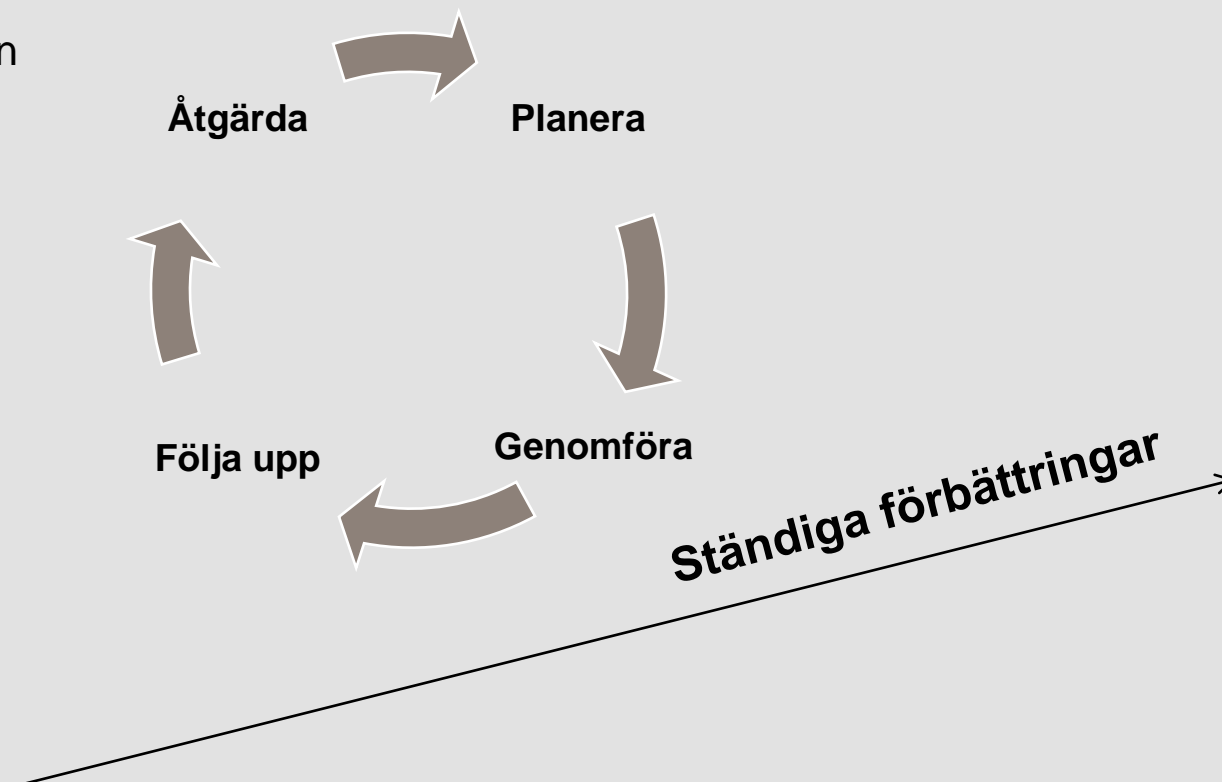 n
Åtgärda
Planera
Följa upp
Genomföra
Ständiga förbättringar